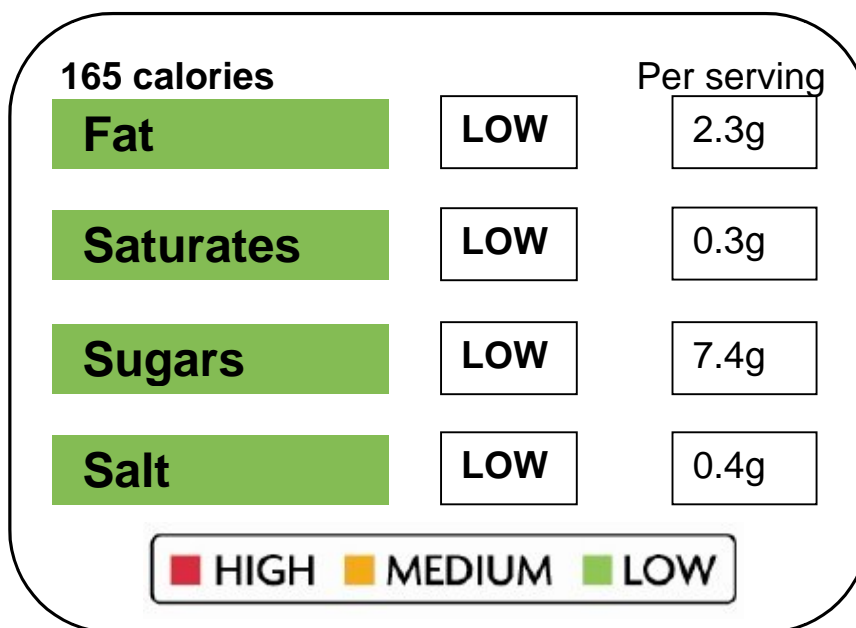 165 calories Per serving
Fat LOW 2.3g
Saturates LOW 0.3g
Sugars LOW 7.4g
Salt LOW 0.4g
HIGH MEDIUM LOW